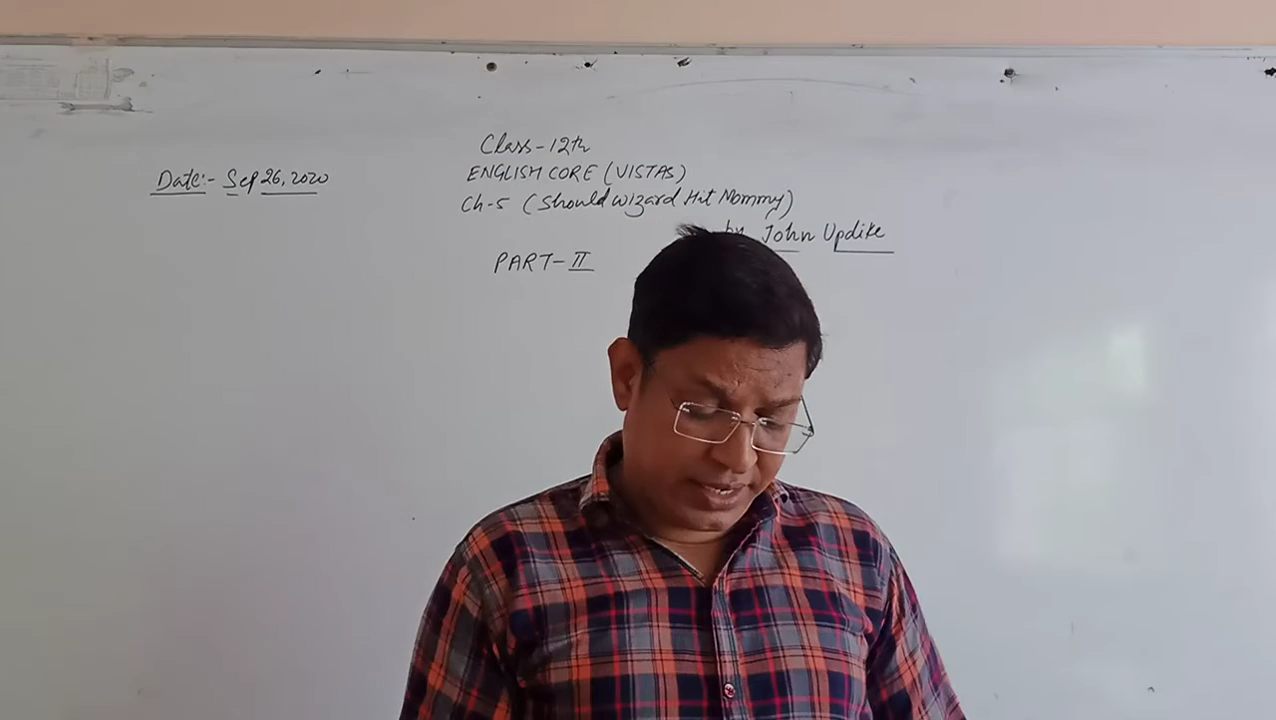 Class-12th
ENGLISH CORE (VISTAS)
Date:- Sep 26, 2020
Ch-5 (Should Wizard Hit Mommy)
by John Updike
PART-II